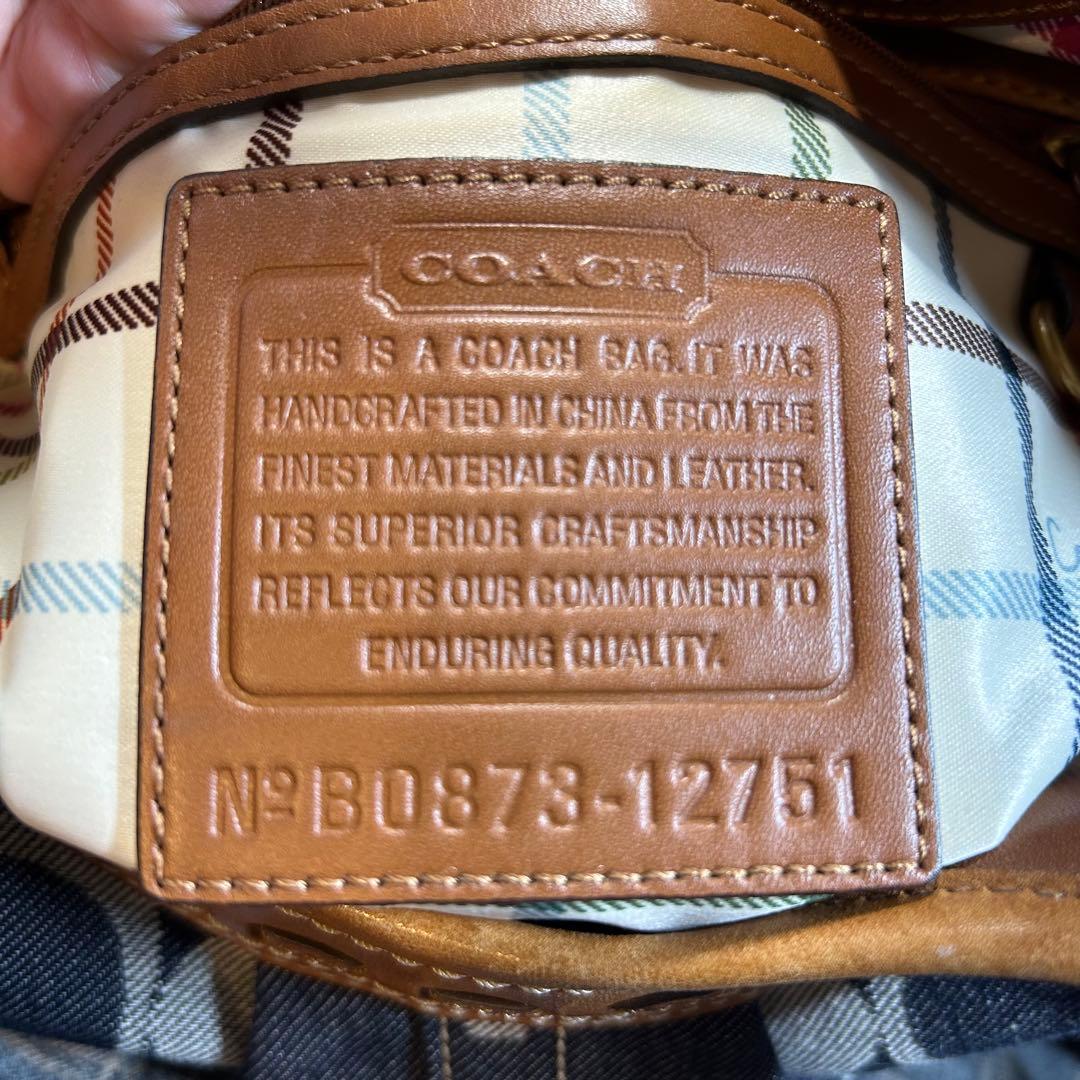 COACH
THIS IS A COACH BAG. IT WAS
HANDCRAFTED IN CHINA FROM THE
FINEST MATERIALS AND LEATHER.
ITS SUPERIOR CRAFTSMANSHIP
REFLECTS OUR COMMITMENT TO
ENDURING QUALITY.
Nº B0873-12751